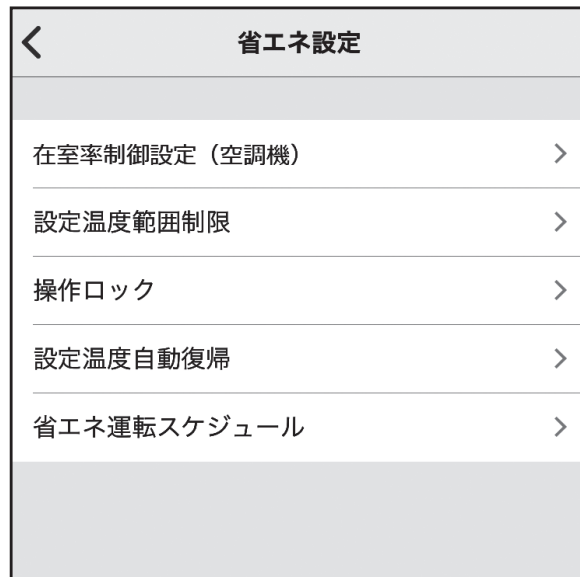 省エネ設定
在室率制御設定（空調機）
設定温度範囲制限
操作ロック
設定温度自動復帰
省エネ運転スケジュール